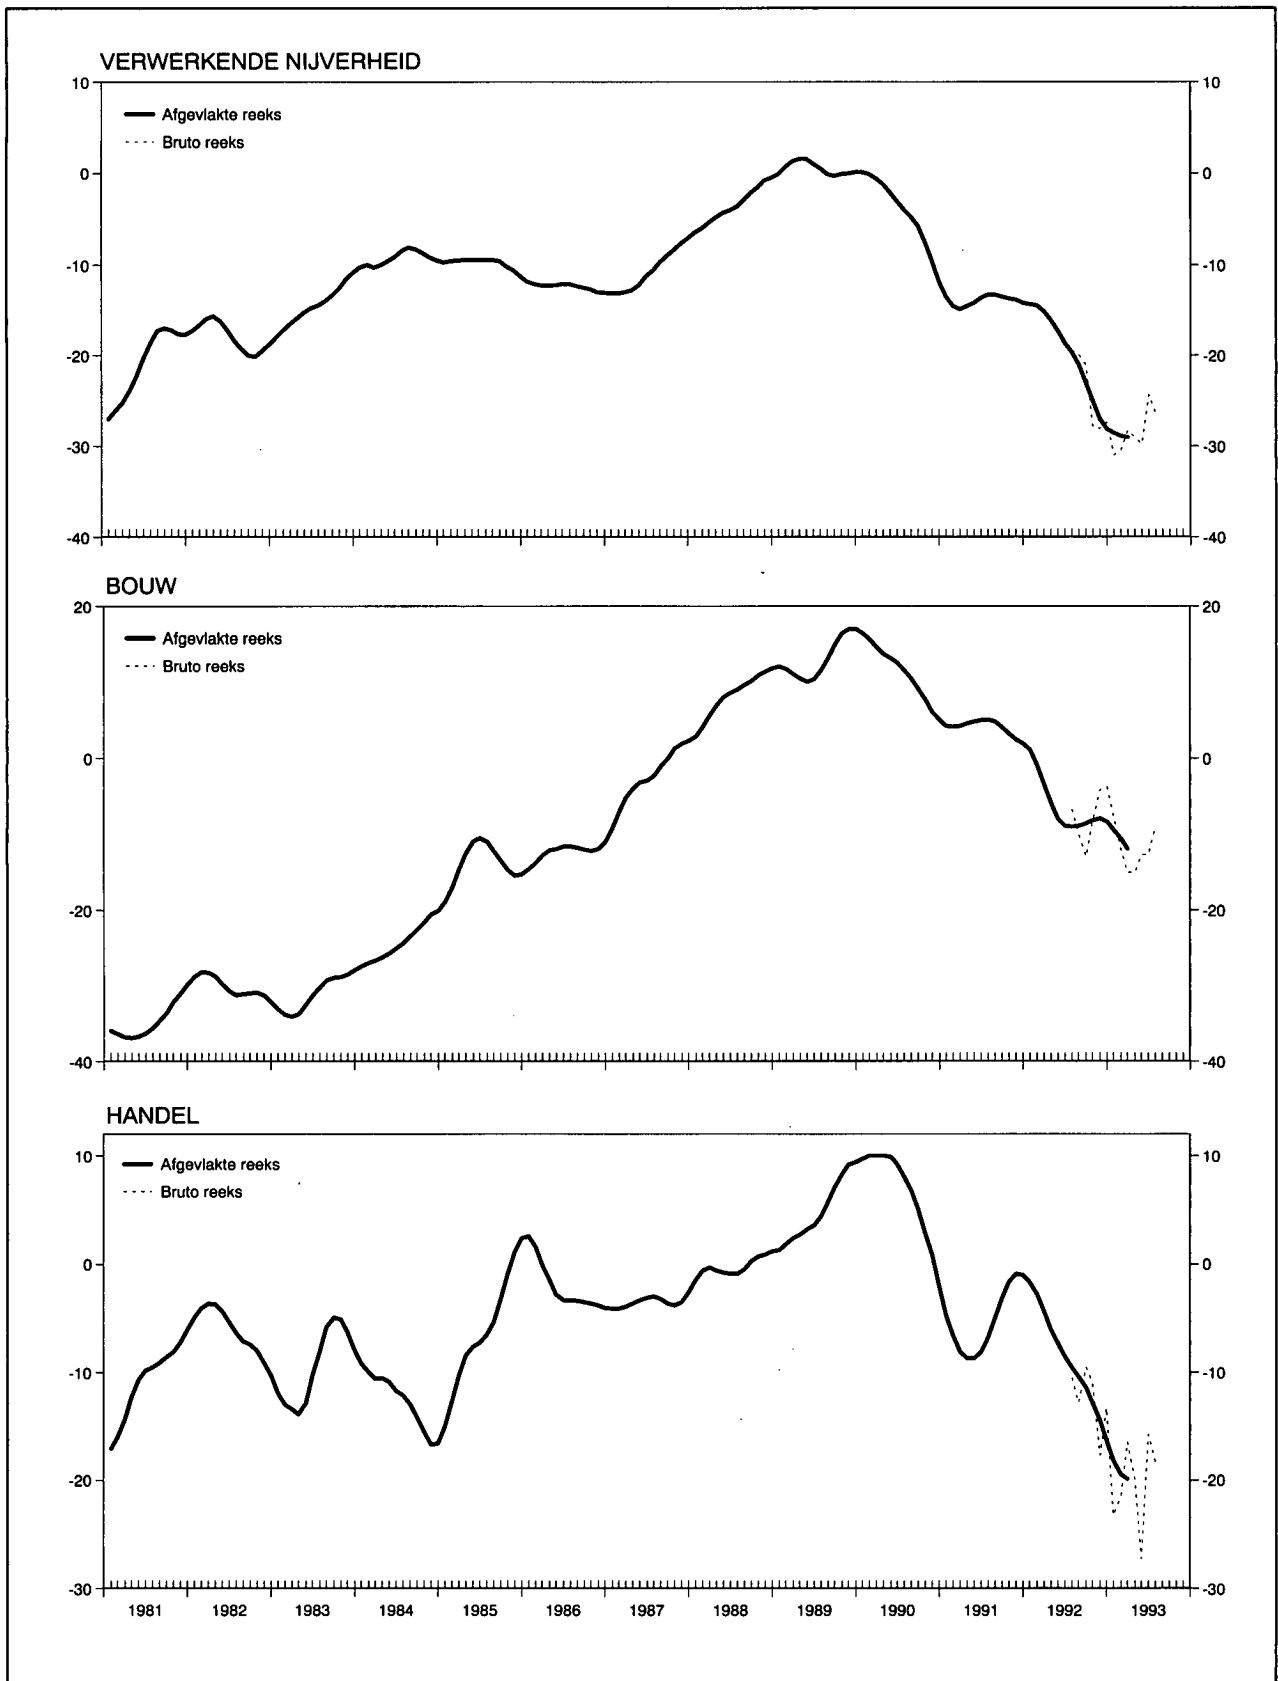 VERWERKENDE NIJVERHEID
10 10
Afgevlakte reeks
Bruto reeks
0 0
-10 -10
-20 -20
-30 -30
-40 -40
BOUW
20 20
Afgevlakte reeks
Bruto reeks
0 0
-20 -20
-40 -40
HANDEL
10 10
Afgevlakte reeks
Bruto reeks
0 0
-10 -10
-20 -20
-30 -30
1981 1982 1983 1984 1985 1986 1987 1988 1989 1990 1991 1992 1993